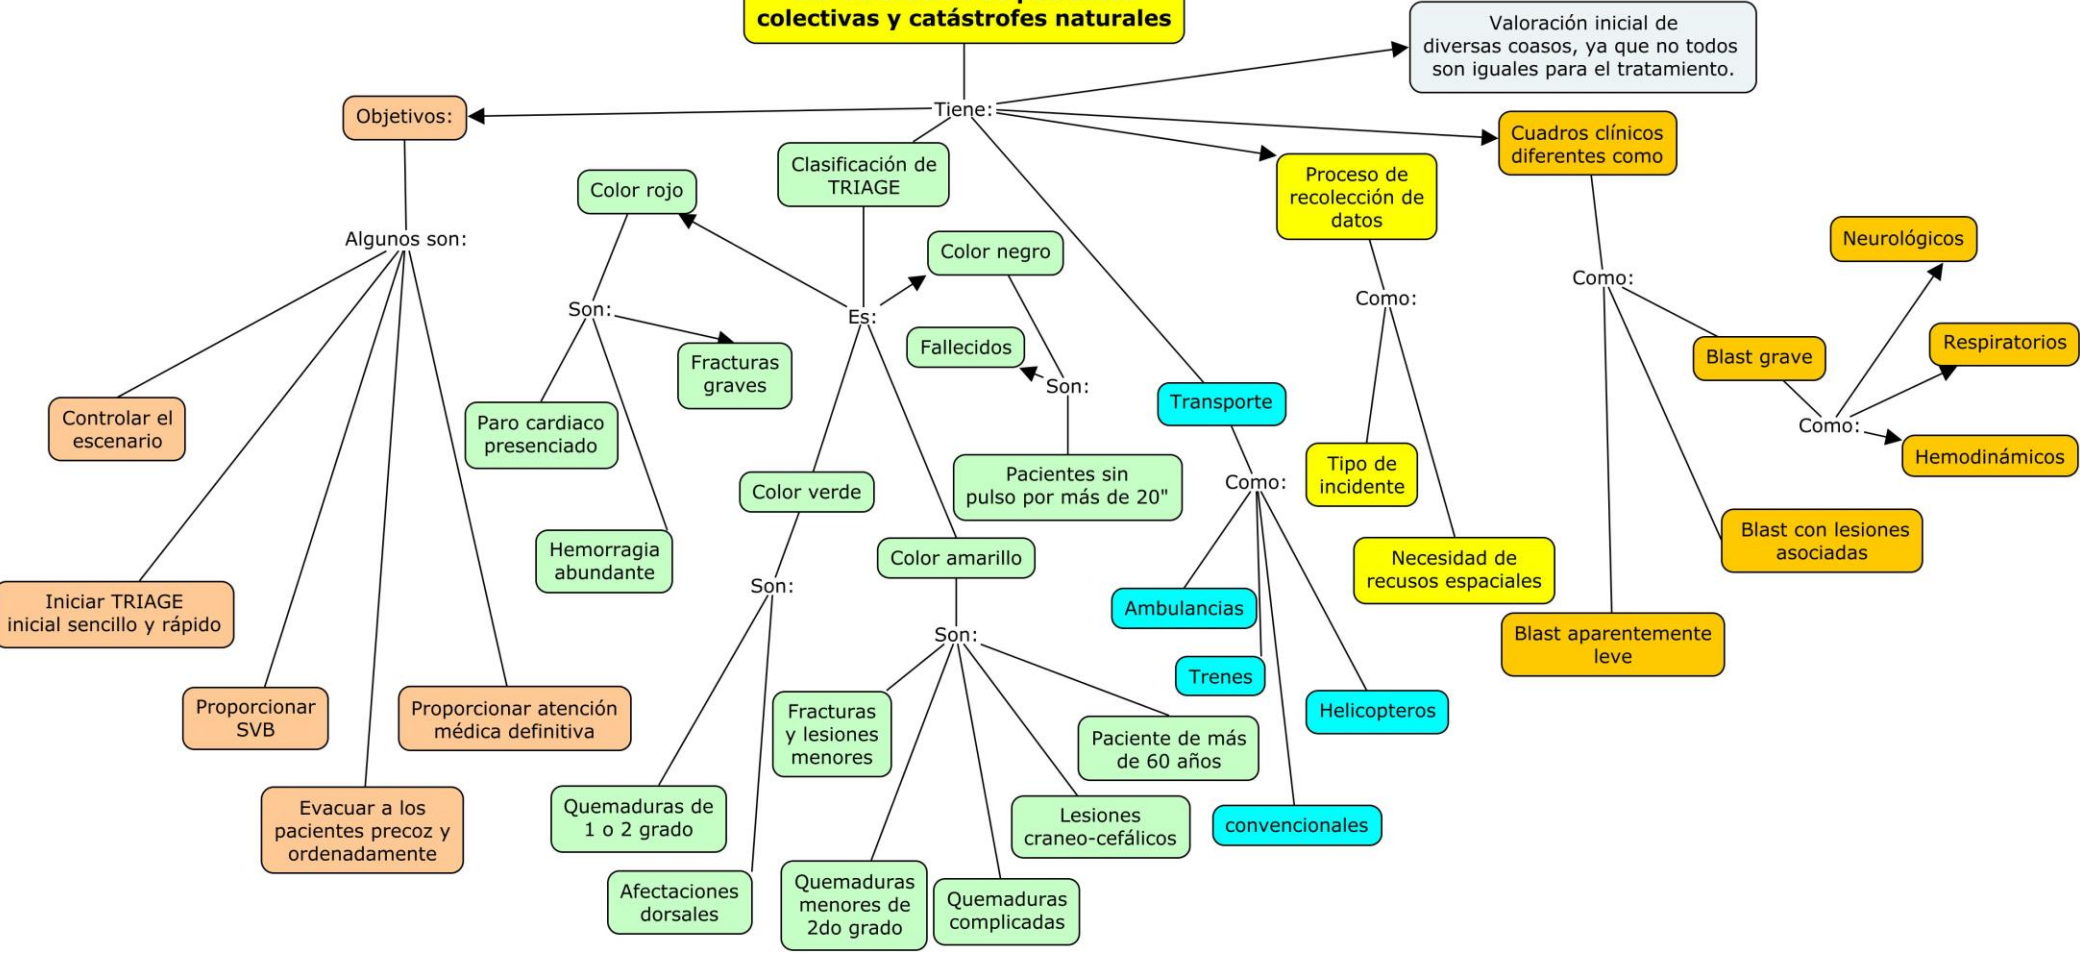 colectivas y catástrofes naturales
Valoración inicial de
diversas coasos, ya que no todos
son iguales para el tratamiento.
Tiene:
Objetivos:
Algunos son:
Controlar el
escenario
Iniciar TRIAGE
inicial sencillo y rápido
Proporcionar
SVB
Evacuar a los
pacientes precoz y
ordenadamente
Proporcionar atención
médica definitiva
Clasificación de
TRIAGE
Es:
Color rojo
Son:
Paro cardiaco
presenciado
Hemorragia
abundante
Fracturas
graves
Color negro
Son:
Fallecidos
Pacientes sin
pulso por más de 20"
Color verde
Son:
Quemaduras de
1 o 2 grado
Afectaciones
dorsales
Color amarillo
Son:
Fracturas
y lesiones
menores
Quemaduras
menores de
2do grado
Quemaduras
complicadas
Lesiones
craneo-cefálicos
Paciente de más
de 60 años
Transporte
Como:
Ambulancias
Trenes
convencionales
Helicopteros
Proceso de
recolección de
datos
Como:
Tipo de
incidente
Necesidad de
recusos espaciales
Cuadros clínicos
diferentes como
Como:
Blast aparentemente
leve
Blast con lesiones
asociadas
Blast grave
Como:
Neurológicos
Respiratorios
Hemodinámicos